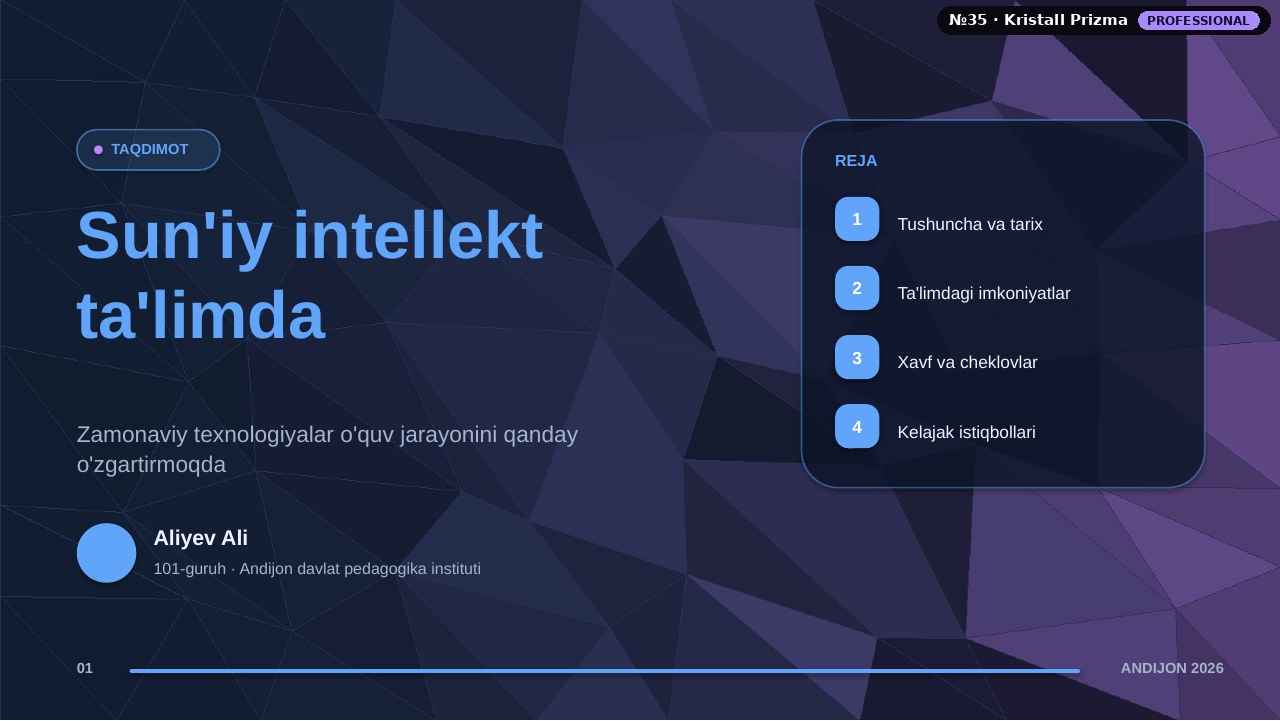 №35 · Kristall Prizma PROFESSIONAL
TAQDIMOT
Sun'iy intellekt
ta'limda
Zamonaviy texnologiyalar o'quv jarayonini qanday
o'zgartirmoqda
Aliyev Ali
101-guruh · Andijon davlat pedagogika instituti
REJA
1 Tushuncha va tarix
2 Ta'limdagi imkoniyatlar
3 Xavf va cheklovlar
4 Kelajak istiqbollari
01
ANDIJON 2026